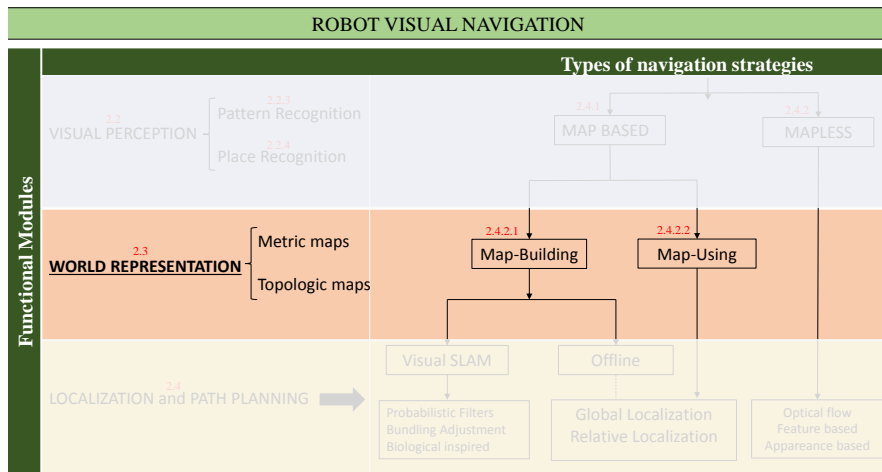 ROBOT VISUAL NAVIGATION
Functional Modules
Types of navigation strategies
2.2
VISUAL PERCEPTION
2.2.3
Pattern Recognition
2.2.4
Place Recognition
2.4.1
MAP BASED
2.4.2
MAPLESS
2.3
WORLD REPRESENTATION
Metric maps
Topologic maps
2.4.2.1
Map-Building
2.4.2.2
Map-Using
2.4
LOCALIZATION and PATH PLANNING
Visual SLAM
Offline
Probabilistic Filters
Bundling Adjustment
Biological inspired
Global Localization
Relative Localization
Optical flow
Feature based
Appareance based